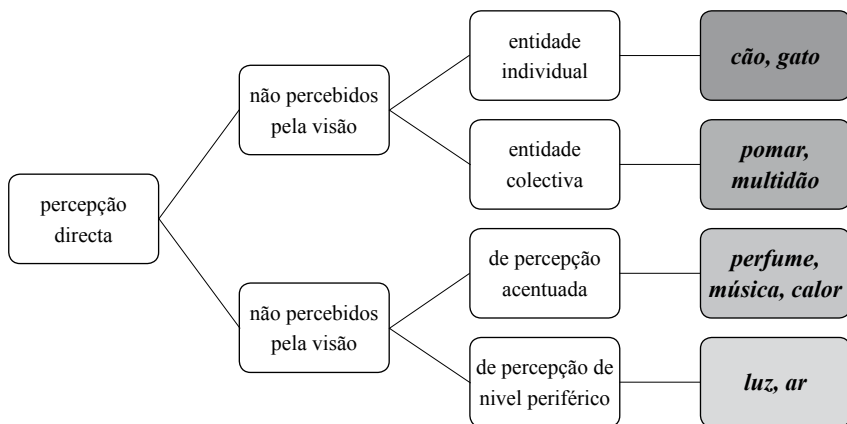 percepção
directa
não percebidos
pela visão
não percebidos
pela visão
entidade
individual
entidade
colectiva
de percepção
acentuada
de percepção de
nivel periférico
cão, gato
pomar,
multidão
perfume,
música, calor
luz, ar